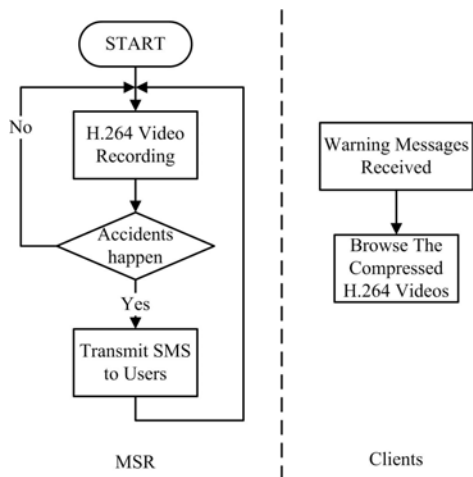 START
No
H.264 Video
Recording
Accidents
happen
Yes
Transmit SMS
to Users
MSR
Warning Messages
Received
Browse The
Compressed
H.264 Videos
Clients